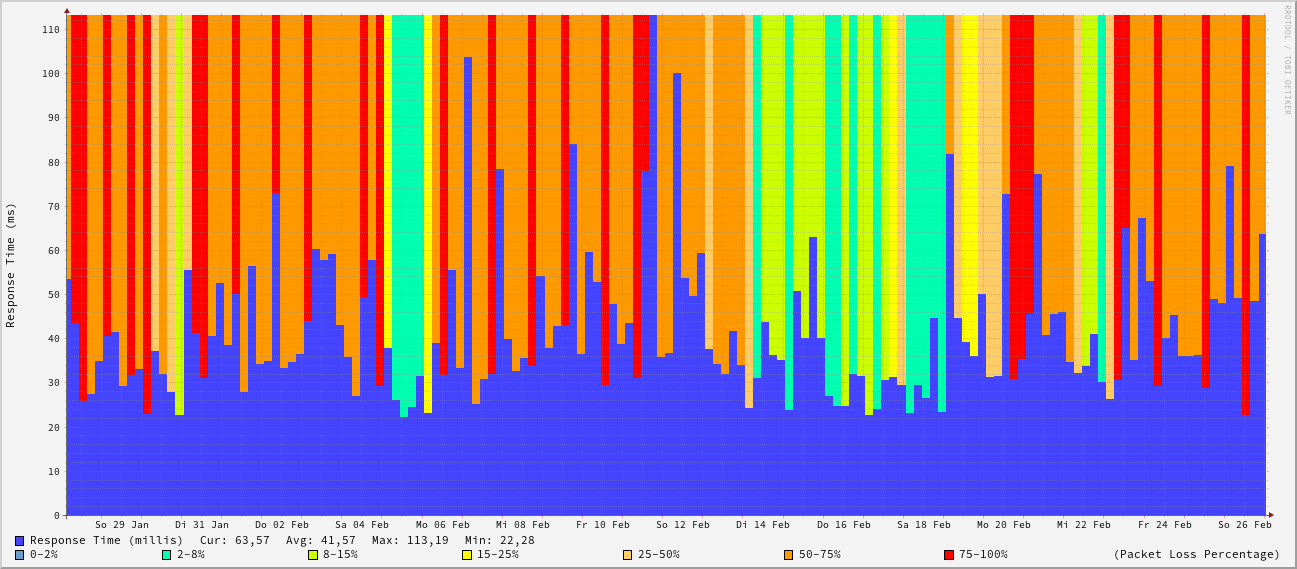 RRDTOOL / TOBI OETIKER
Response Time (ms)
110
100
90
80
70
60
50
40
30
20
10
0
So 29 Jan Di 31 Jan Do 02 Feb Sa 04 Feb Mo 06 Feb Mi 08 Feb Fr 10 Feb So 12 Feb Di 14 Feb Do 16 Feb Sa 18 Feb Mo 20 Feb Mi 22 Feb Fr 24 Feb So 26 Feb
Response Time (millis) Cur: 63,57 Avg: 41,57 Max: 113,19 Min: 22,28
0-2% 2-8% 8-15% 15-25% 25-50% 50-75% 75-100% (Packet Loss Percentage)